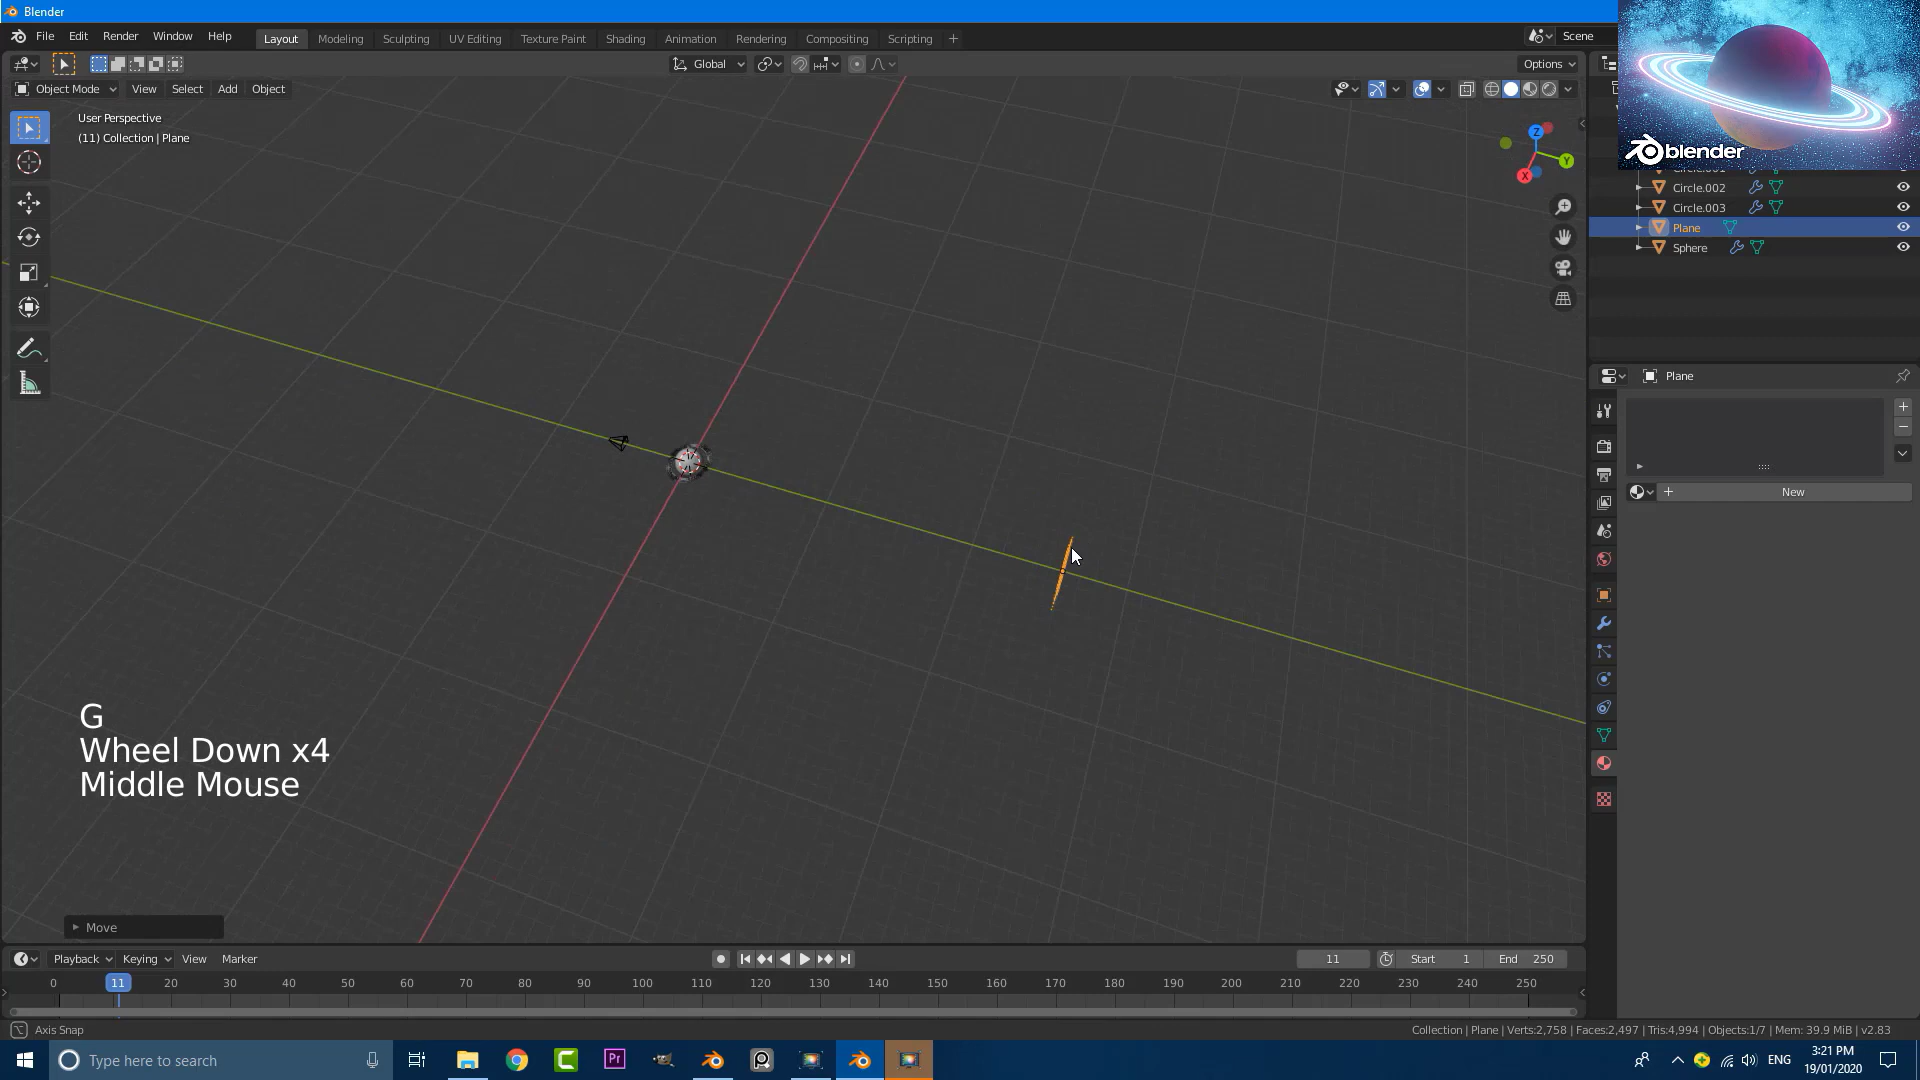 Blender
File Edit Render Window Help
Layout Modeling Sculpting UV Editing Texture Paint Shading Animation Rendering Compositing Scripting +
Scene
Global
Options
Object Mode View Select Add Object
User Perspective
(11) Collection | Plane
Z
Y
X
blender
Circle.002
Circle.003
Plane
Sphere
Plane
New
G
Wheel Down x4
Middle Mouse
Move
Playback Keying View Marker
11 Start 1 End 250
0 11 20 30 40 50 60 70 80 90 100 110 120 130 140 150 160 170 180 190 200 210 220 230 240 250
Axis Snap
Collection | Plane | Verts:2,758 | Faces:2,497 | Tris:4,994 | Objects:1/7 | Mem: 39.9 MiB | v2.83
Type here to search
Pr
ENG
3:21 PM
19/01/2020